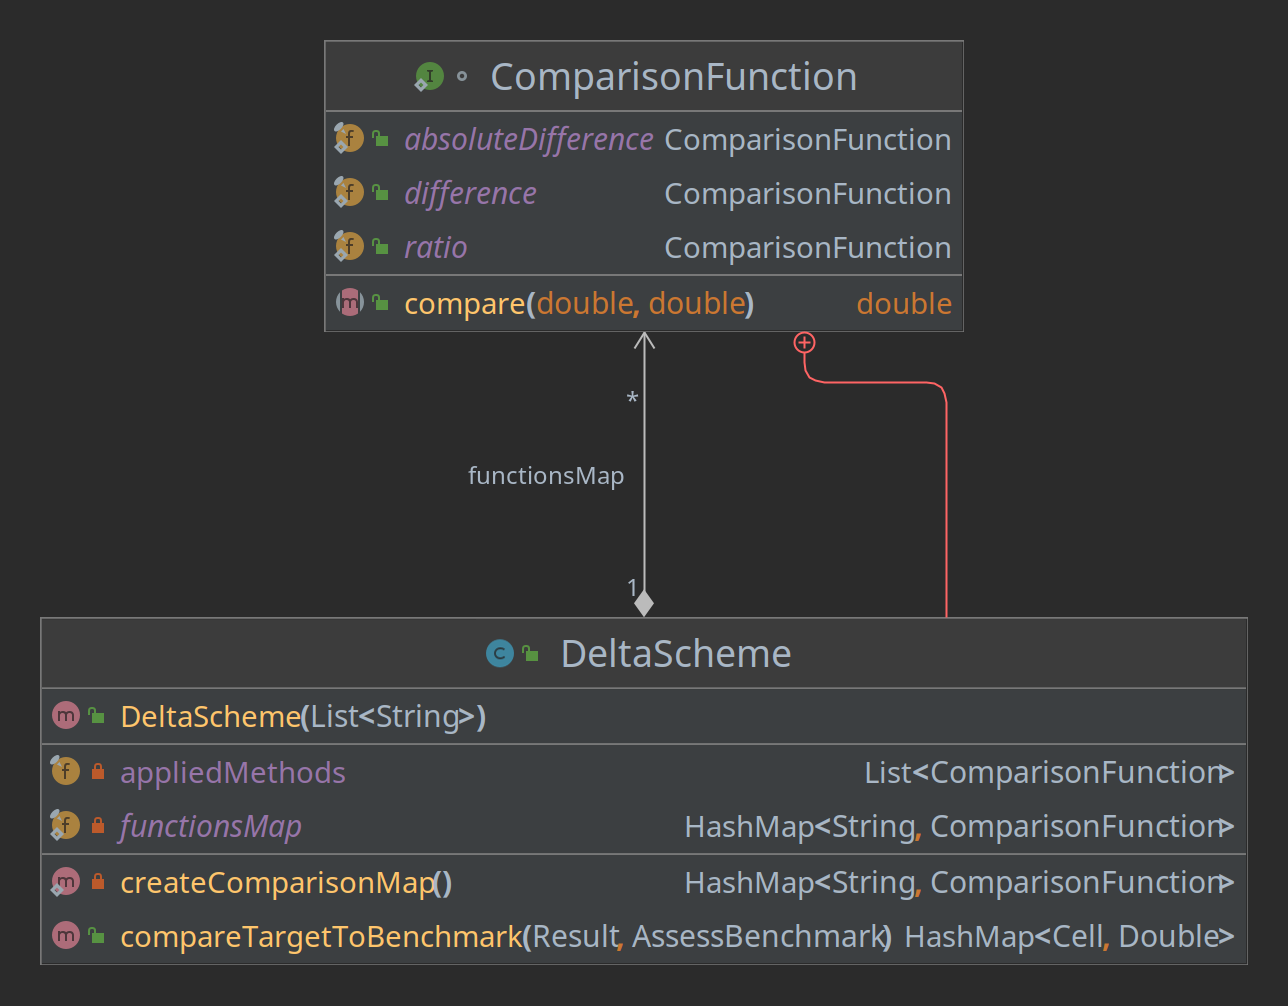 ComparisonFunction
absoluteDifference ComparisonFunction
difference ComparisonFunction
ratio ComparisonFunction
compare(double, double) double
*
functionsMap
1
DeltaScheme
DeltaScheme(List<String>)
appliedMethods List<ComparisonFunction>
functionsMap HashMap<String, ComparisonFunction>
createComparisonMap() HashMap<String, ComparisonFunction>
compareTargetToBenchmark(Result, AssessBenchmark) HashMap<Cell, Double>